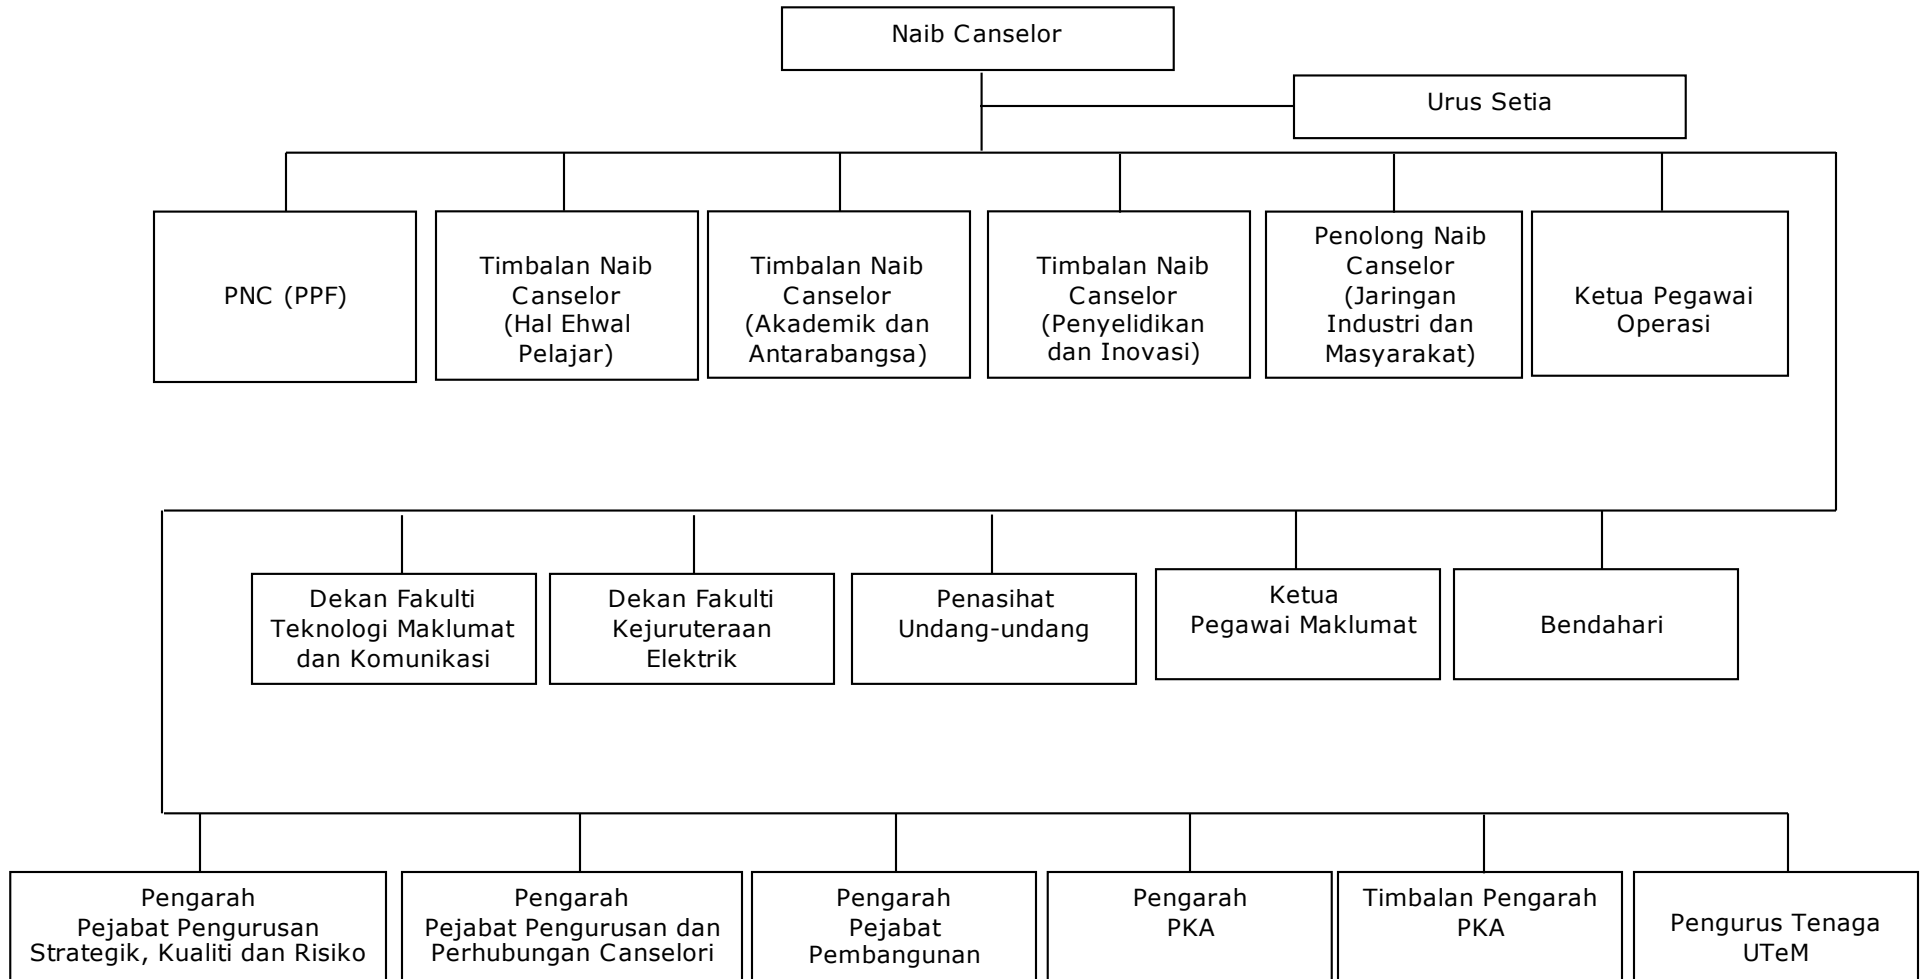 Naib Canselor
Urus Setia
PNC (PPF)
Timbalan Naib
Canselor
(Hal Ehwal
Pelajar)
Timbalan Naib
Canselor
(Akademik dan
Antarabangsa)
Timbalan Naib
Canselor
(Penyelidikan
dan Inovasi)
Penolong Naib
Canselor
(Jaringan
Industri dan
Masyarakat)
Ketua Pegawai
Operasi
Dekan Fakulti
Teknologi Maklumat
dan Komunikasi
Dekan Fakulti
Kejuruteraan
Elektrik
Penasihat
Undang-undang
Ketua
Pegawai Maklumat
Bendahari
Pengarah
Pejabat Pengurusan
Strategik, Kualiti dan Risiko
Pengarah
Pejabat Pengurusan dan
Perhubungan Canselori
Pengarah
Pejabat
Pembangunan
Pengarah
PKA
Timbalan Pengarah
PKA
Pengurus Tenaga
UTeM